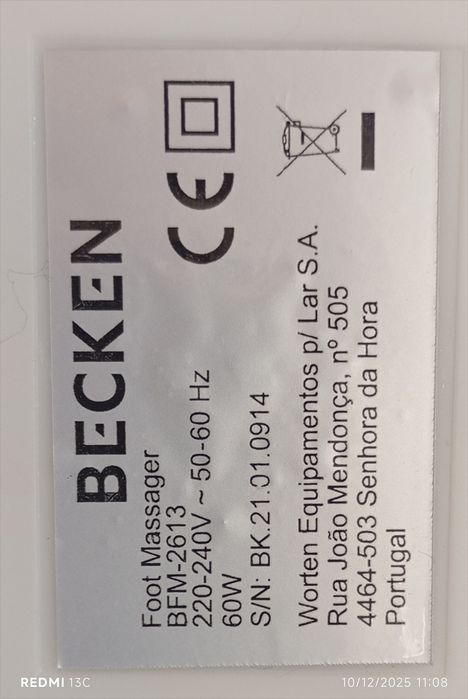 BECKEN
Foot Massager
BFM-2613
220-240V ~ 50-60 Hz
60W
S/N: BK.21.01.0914
CE
Worten Equipamentos p/ Lar S.A.
Rua João Mendonça, nº 505
4464-503 Senhora da Hora
Portugal
REDMI 13C
10/12/2025 11:08